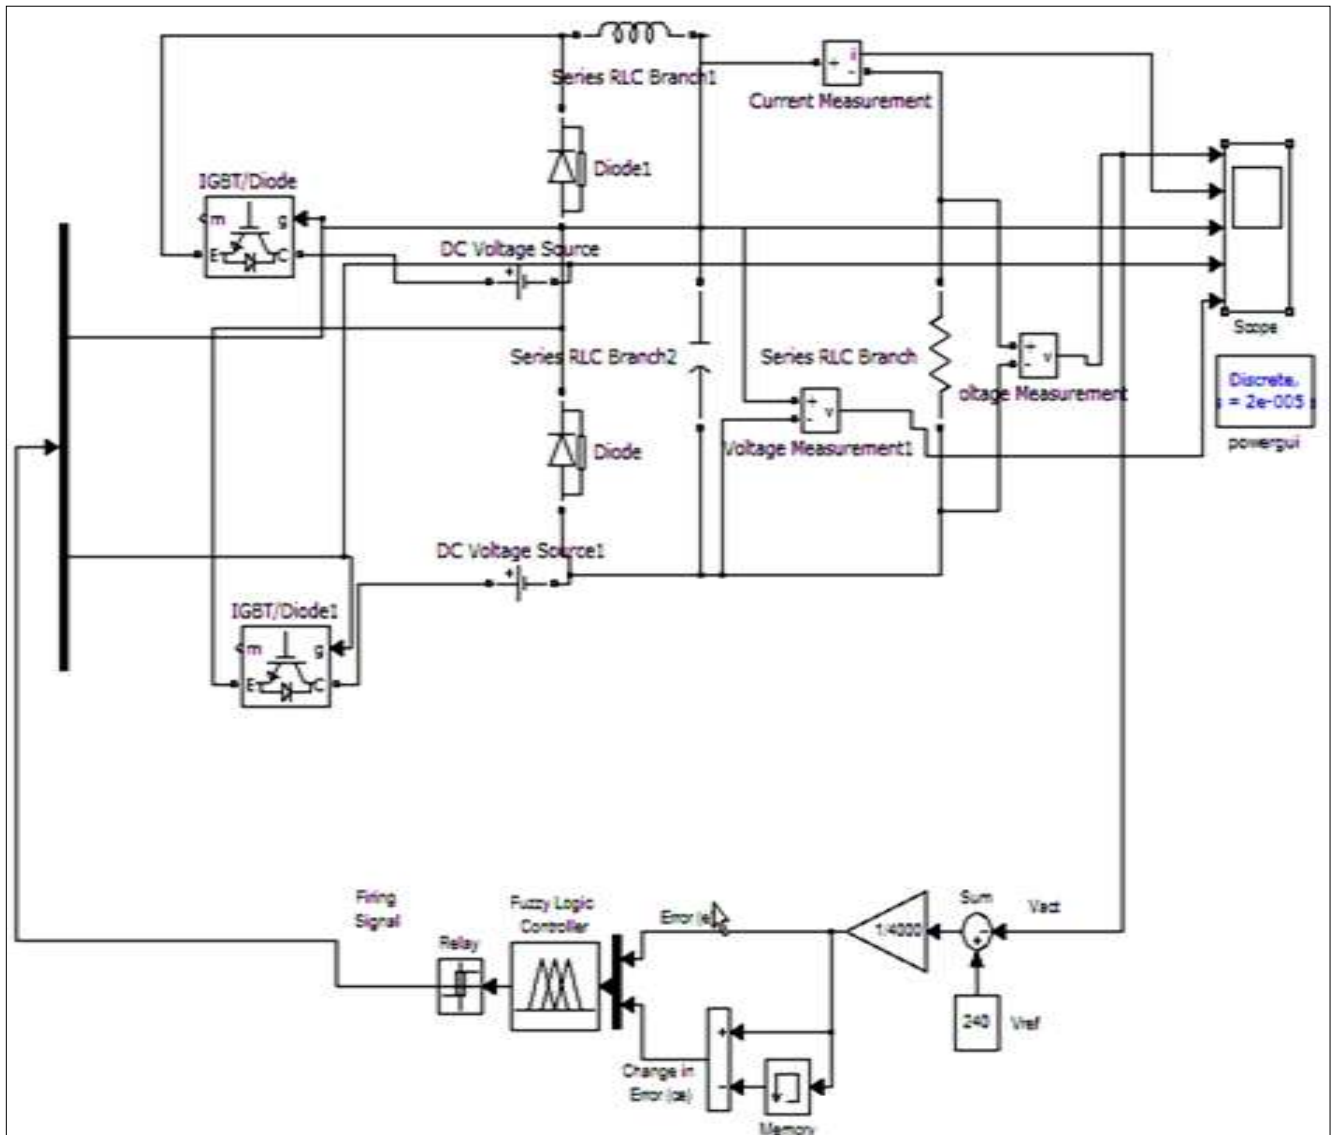 Series RLC Branch1
i
+
-
Current Measurement
Diode1
IGBT/Diode
m
g
E
C
DC Voltage Source
+
Scope
Series RLC Branch2
Series RLC Branch
+
-
v
oltage Measurement
Discrete,
s = 2e-005 s
powergui
+
-
v
Voltage Measurement1
Diode
DC Voltage Source1
+
IGBT/Diode1
m
g
E
C
Firing
Signal
Fuzzy Logic
Controller
Relay
Error (e
1/4000
Sum
-
+
Vact
240
Vref
+
-
Change in
Error (ce)
Memory